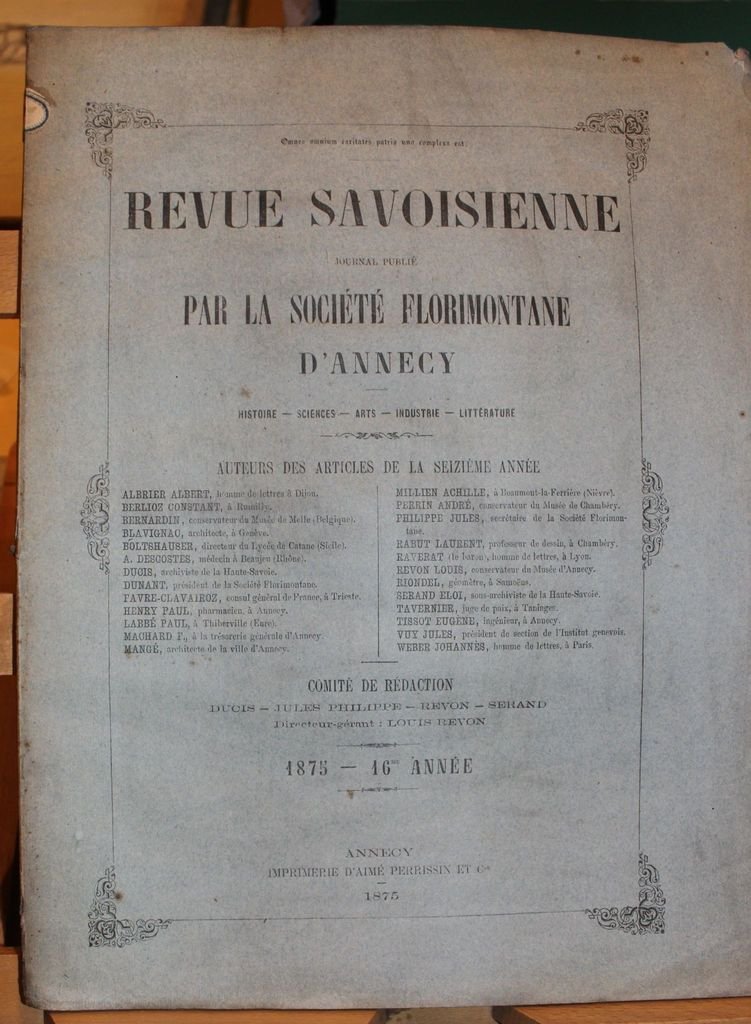 Omnes omnium caritates patria una complexa est.
REVUE SAVOISIENNE
JOURNAL PUBLIÉ
PAR LA SOCIÉTÉ FLORIMONTANE
D'ANNECY
HISTOIRE — SCIENCES — ARTS — INDUSTRIE — LITTÉRATURE
AUTEURS DES ARTICLES DE LA SEIZIÈME ANNÉE
ALBRIER ALBERT, homme de lettres à Dijon.
BERLIOZ CONSTANT, à Rumilly.
BERNARDIN, conservateur du Musée de Melle (Belgique).
BLAVIGNAC, architecte, à Genève.
BOLTSHAUSER, directeur du Lycée de Catane (Sicile).
A. DESCOSTES, médecin à Beaujeu (Rhône).
DUCIS, archiviste de la Haute-Savoie.
DUNANT, président de la Société Florimontane.
FAVRE-CLAVAIROZ, consul général de France, à Trieste.
HENRY PAUL, pharmacien, à Annecy.
LABBÉ PAUL, à Thiberville (Eure).
MACHARD F., à la trésorerie générale d'Annecy.
MANGÉ, architecte de la ville d'Annecy.
MILLIEN ACHILLE, à Beaumont-la-Ferrière (Nièvre).
PERRIN ANDRÉ, conservateur du Musée de Chambéry.
PHILIPPE JULES, secrétaire de la Société Florimon-
tane.
RABUT LAURENT, professeur de dessin, à Chambéry.
RAVERAT (le baron), homme de lettres, à Lyon.
REVON LOUIS, conservateur du Musée d'Annecy.
RIONDEL, géomètre, à Samoëns.
SERAND ELOI, sous-archiviste de la Haute-Savoie.
TAVERNIER, juge de paix, à Taninges.
TISSOT EUGÈNE, ingénieur, à Annecy.
VUY JULES, président de section de l'Institut genevois.
WEBER JOHANNÈS, homme de lettres, à Paris.
COMITÉ DE RÉDACTION
DUCIS — JULES PHILIPPE — REVON — SERAND
Directeur-gérant : LOUIS REVON
1875 — 16me ANNÉE
ANNECY
IMPRIMERIE D'AIMÉ PERRISSIN ET Cie
1875